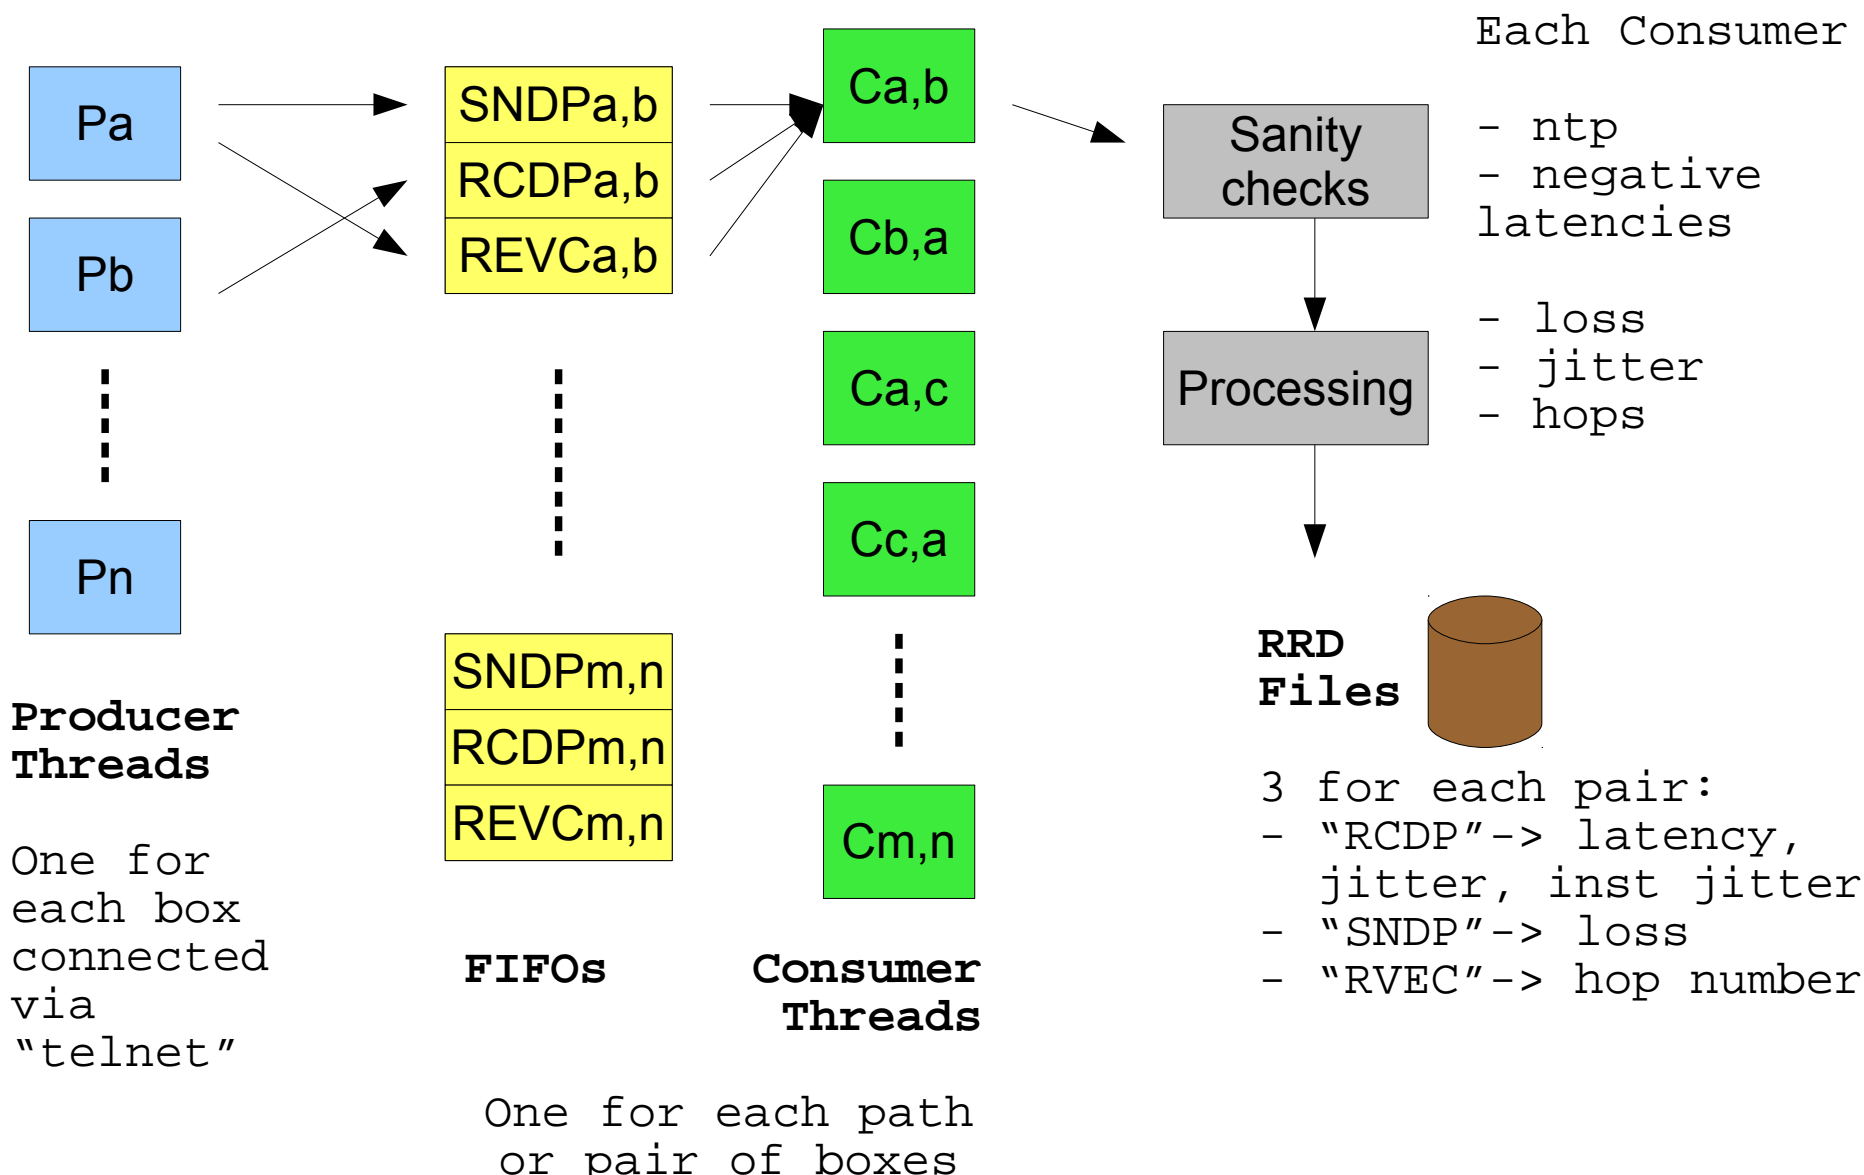 Pa
Pb
Pn
Producer
Threads
One for
each box
connected
via
“telnet”
SNDPa,b
RCDPa,b
REVCa,b
SNDPm,n
RCDPm,n
REVCm,n
FIFOs
Ca,b
Cb,a
Ca,c
Cc,a
Cm,n
Consumer
Threads
One for each path
or pair of boxes
Sanity
checks
Processing
Each Consumer
- ntp
- negative
latencies
- loss
- jitter
- hops
RRD
Files
3 for each pair:
- “RCDP”-> latency,
jitter, inst jitter
- “SNDP”-> loss
- “RVEC”-> hop number